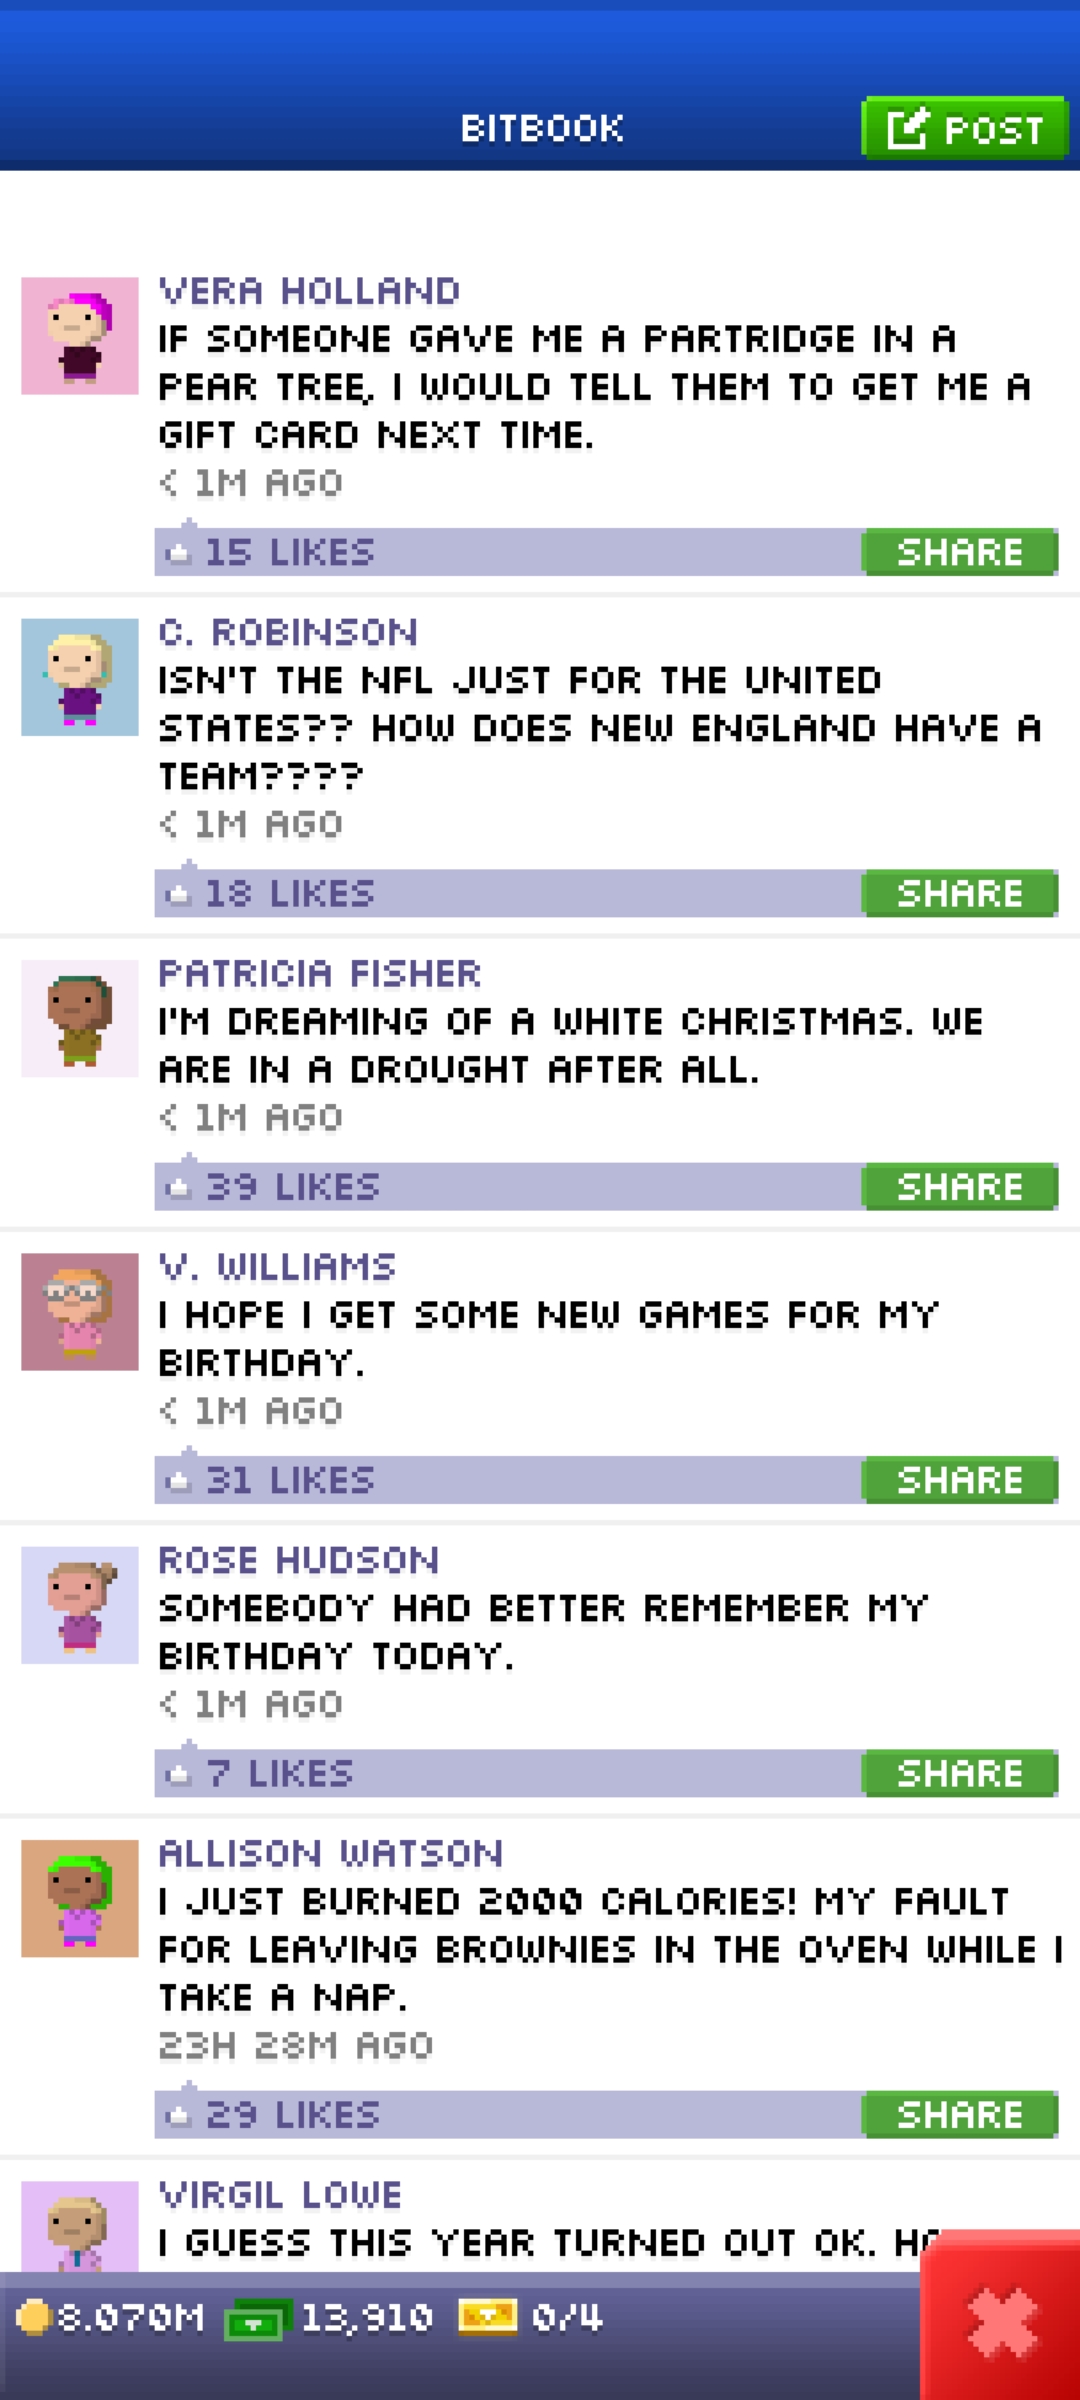 BITBOOK
POST
VERA HOLLAND
IF SOMEONE GAVE ME A PARTRIDGE IN A
PEAR TREE, I WOULD TELL THEM TO GET ME A
GIFT CARD NEXT TIME.
< 1M AGO
15 LIKES
SHARE
C. ROBINSON
ISN'T THE NFL JUST FOR THE UNITED
STATES?? HOW DOES NEW ENGLAND HAVE A
TEAM????
< 1M AGO
18 LIKES
SHARE
PATRICIA FISHER
I'M DREAMING OF A WHITE CHRISTMAS. WE
ARE IN A DROUGHT AFTER ALL.
< 1M AGO
39 LIKES
SHARE
V. WILLIAMS
I HOPE I GET SOME NEW GAMES FOR MY
BIRTHDAY.
< 1M AGO
31 LIKES
SHARE
ROSE HUDSON
SOMEBODY HAD BETTER REMEMBER MY
BIRTHDAY TODAY.
< 1M AGO
7 LIKES
SHARE
ALLISON WATSON
I JUST BURNED 2000 CALORIES! MY FAULT
FOR LEAVING BROWNIES IN THE OVEN WHILE I
TAKE A NAP.
23H 28M AGO
29 LIKES
SHARE
VIRGIL LOWE
I GUESS THIS YEAR TURNED OUT OK.
8.070M
13,910
0/4